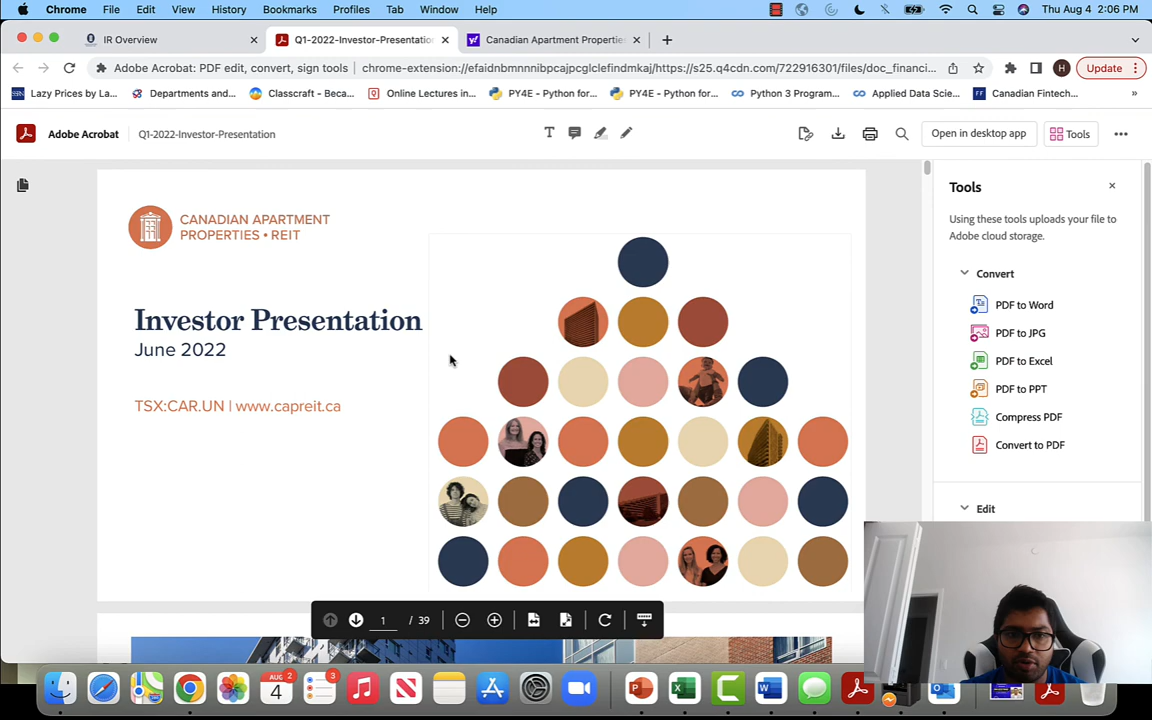 Chrome File Edit View History Bookmarks Profiles Tab Window Help Thu Aug 4 2:06 PM
IR Overview Q1-2022-Investor-Presentation Canadian Apartment Propertie
Adobe Acrobat: PDF edit, convert, sign tools chrome-extension://efaidnbmnnnibpcajpcglclefindmkaj/https://s25.q4cdn.com/722916301/files/doc_financi... H Update
Lazy Prices by La... Departments and... Classcraft - Beca... Online Lectures in... PY4E - Python for... PY4E - Python for... Python 3 Program... Applied Data Scie... Canadian Fintech... »
Adobe Acrobat Q1-2022-Investor-Presentation T Open in desktop app Tools
Tools
Using these tools uploads your file to
Adobe cloud storage.
Convert
PDF to Word
PDF to JPG
PDF to Excel
PDF to PPT
Compress PDF
Convert to PDF
Edit
CANADIAN APARTMENT
PROPERTIES • REIT
Investor Presentation
June 2022
TSX:CAR.UN | www.capreit.ca
1 / 39
AUG 2 3
4